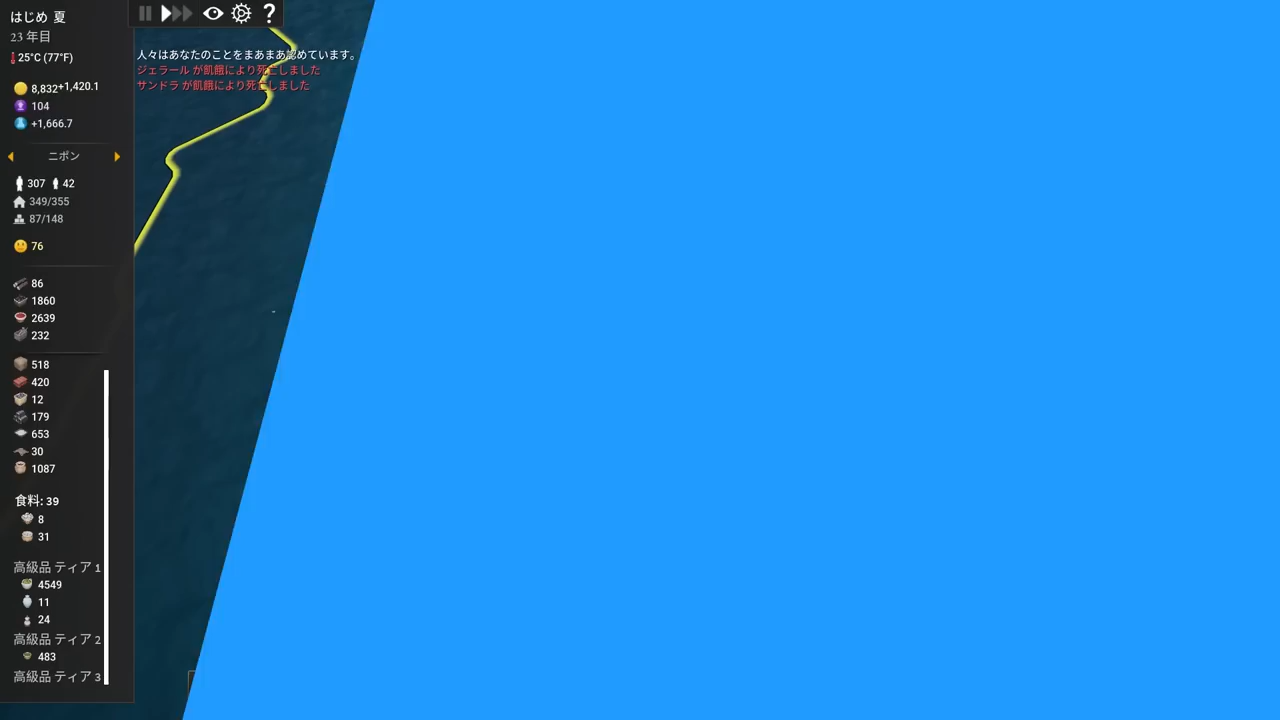 はじめ 夏
23 年目
25°C (77°F)
8,832+1,420.1
104
+1,666.7
ニポン
307 42
349/355
87/148
76
86
1860
2639
232
518
420
12
179
653
30
1087
食料: 39
8
31
高級品 ティア 1
4549
11
24
高級品 ティア 2
483
高級品 ティア 3
?
人々はあなたのことをまあまあ認めています。
ジェラール が飢餓により死亡しました
サンドラ が飢餓により死亡しました